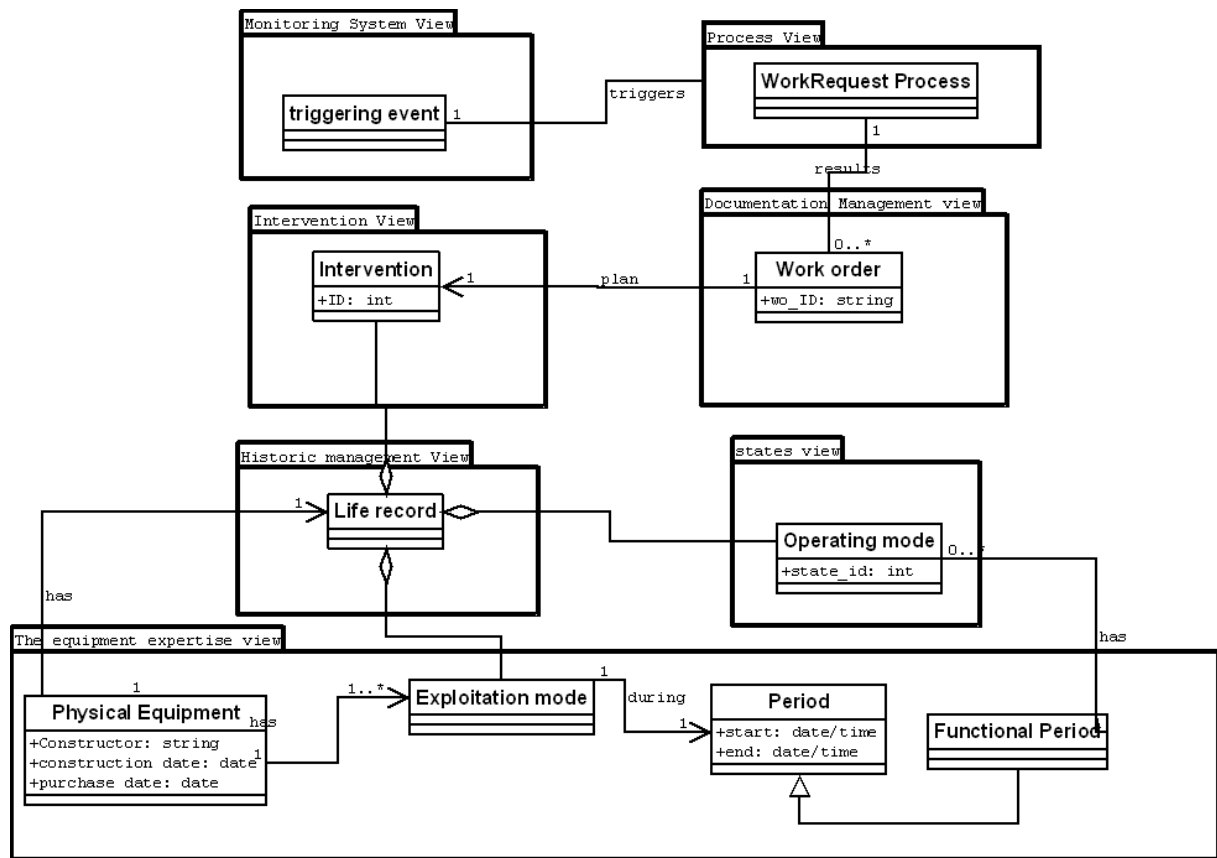 Monitoring System View
Process View
WorkRequest Process
triggering event
1
triggers
1
results
Intervention View
Documentation Management view
0..*
Intervention
+ID: int
1
plan
1
Work order
+wo_ID: string
Historic management View
states view
1
Life record
Operating mode
+state_id: int
0..*
has
has
The equipment expertise view
1
Physical Equipment
+Constructor: string
+construction date: date
+purchase date: date
has
1
1..*
Exploitation mode
1
during
1
Period
+start: date/time
+end: date/time
Functional Period
1